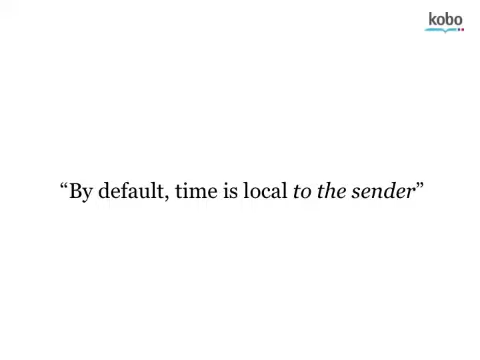 kobo
“By default, time is local to the sender”